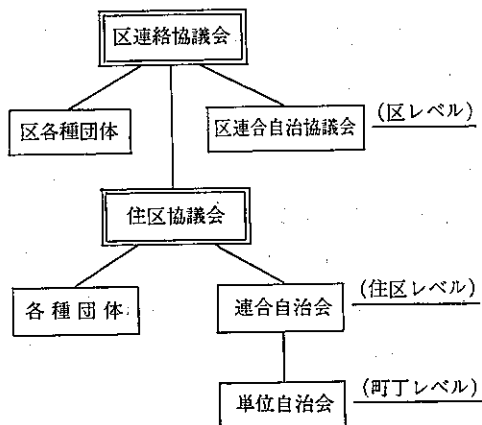 区連絡協議会
区各種団体
区連合自治協議会
(区レベル)
住区協議会
各種団体
連合自治会
(住区レベル)
単位自治会
(町丁レベル)